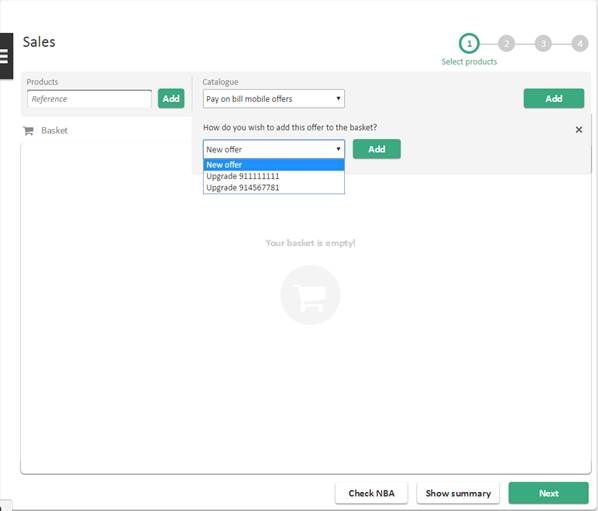 Sales
1 2 3 4
Select products
Products
Catalogue
Reference
Add
Pay on bill mobile offers
Add
Basket
How do you wish to add this offer to the basket?
New offer
Add
New offer
Upgrade 911111111
Upgrade 914567781
Your basket is empty!
Check NBA
Show summary
Next